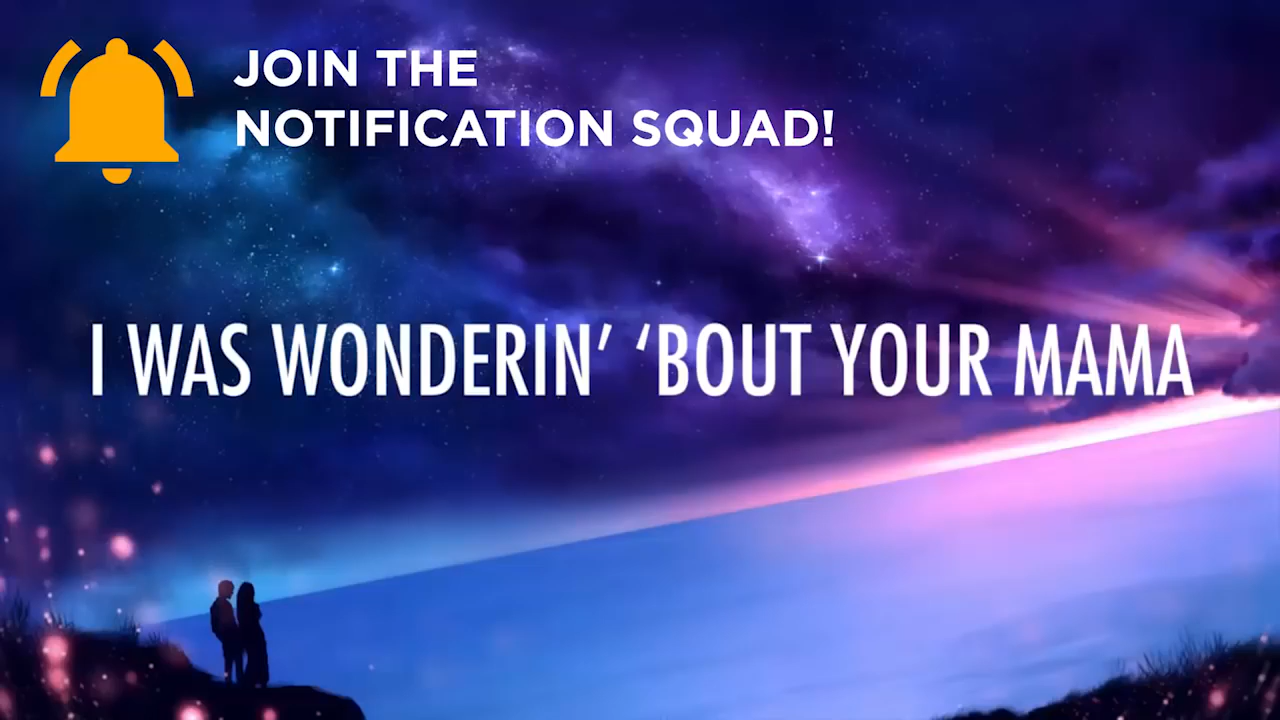 JOIN THE
NOTIFICATION SQUAD!
I WAS WONDERIN’ ‘BOUT YOUR MAMA